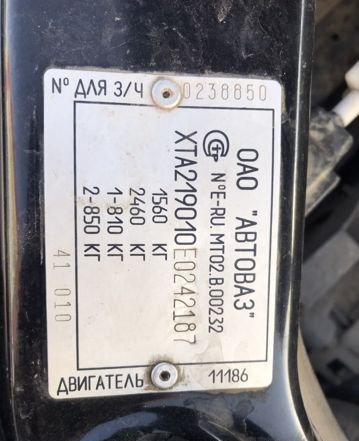 № ДЛЯ З/Ч 0238850
ОАО "АВТОВАЗ"
№E-RU.MT02.B.00232
XTA219010E0242187
1560 КГ
2460 КГ
1-810 КГ
2-850 КГ
41 010
ДВИГАТЕЛЬ 11186